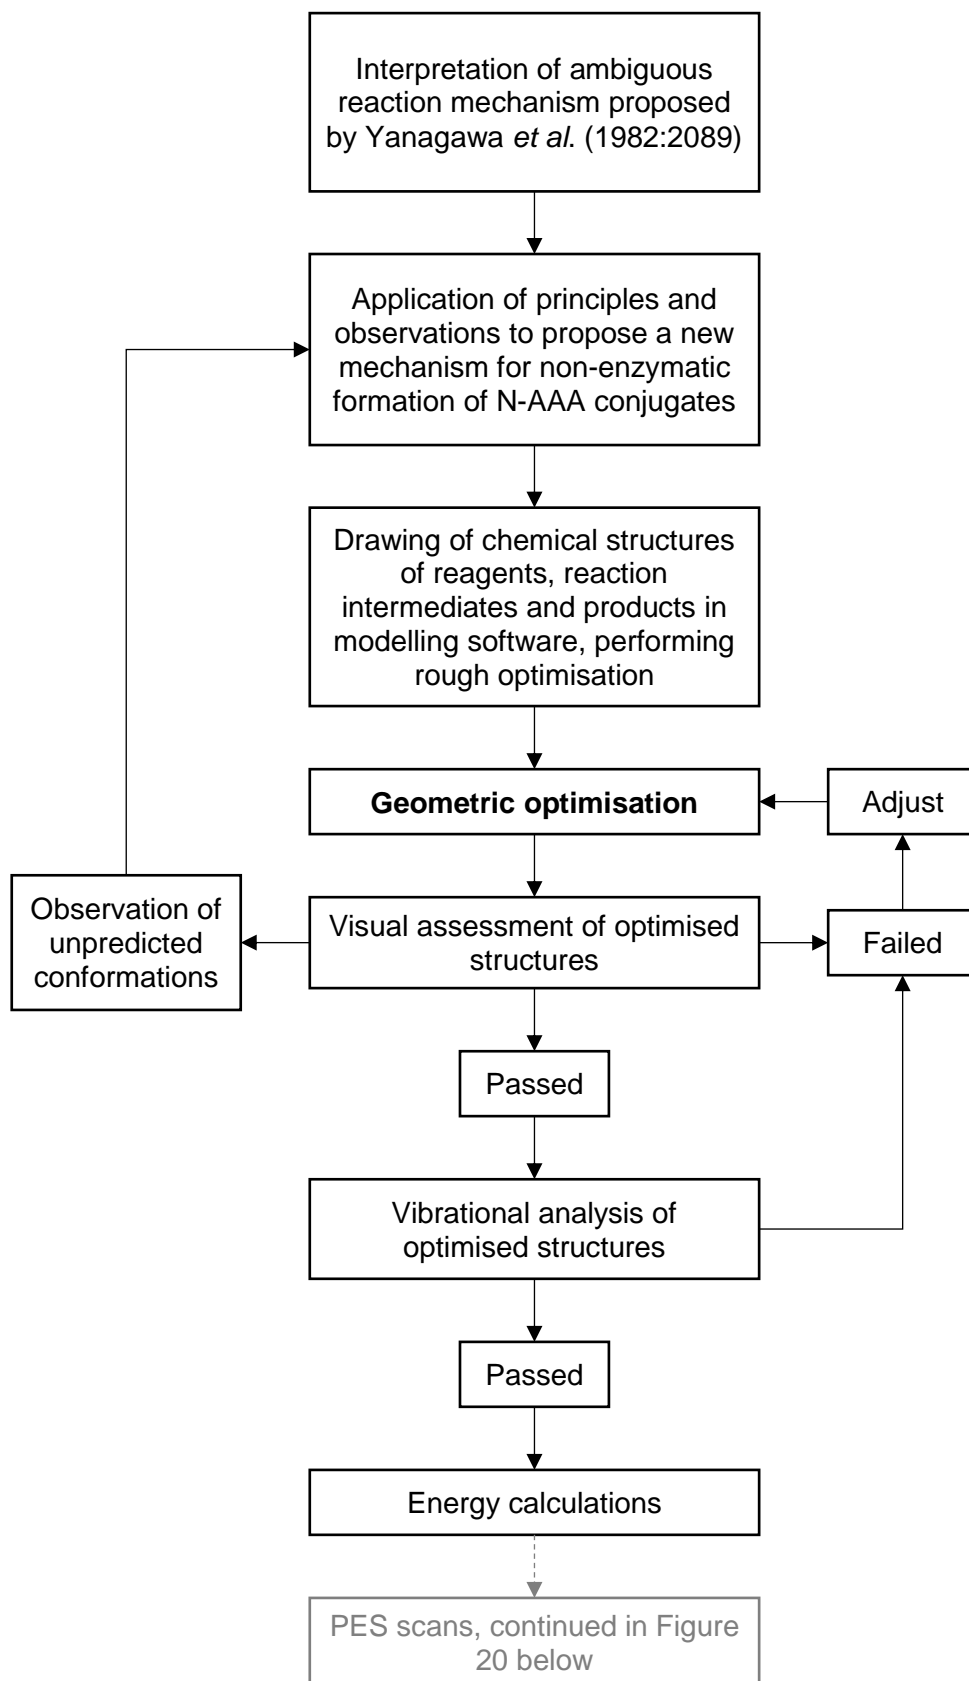 Interpretation of ambiguous
reaction mechanism proposed
by Yanagawa et al. (1982:2089)
Application of principles and
observations to propose a new
mechanism for non-enzymatic
formation of N-AAA conjugates
Drawing of chemical structures
of reagents, reaction
intermediates and products in
modelling software, performing
rough optimisation
Geometric optimisation
Adjust
Observation of
unpredicted
conformations
Visual assessment of optimised
structures
Failed
Passed
Vibrational analysis of
optimised structures
Passed
Energy calculations
PES scans, continued in Figure
20 below